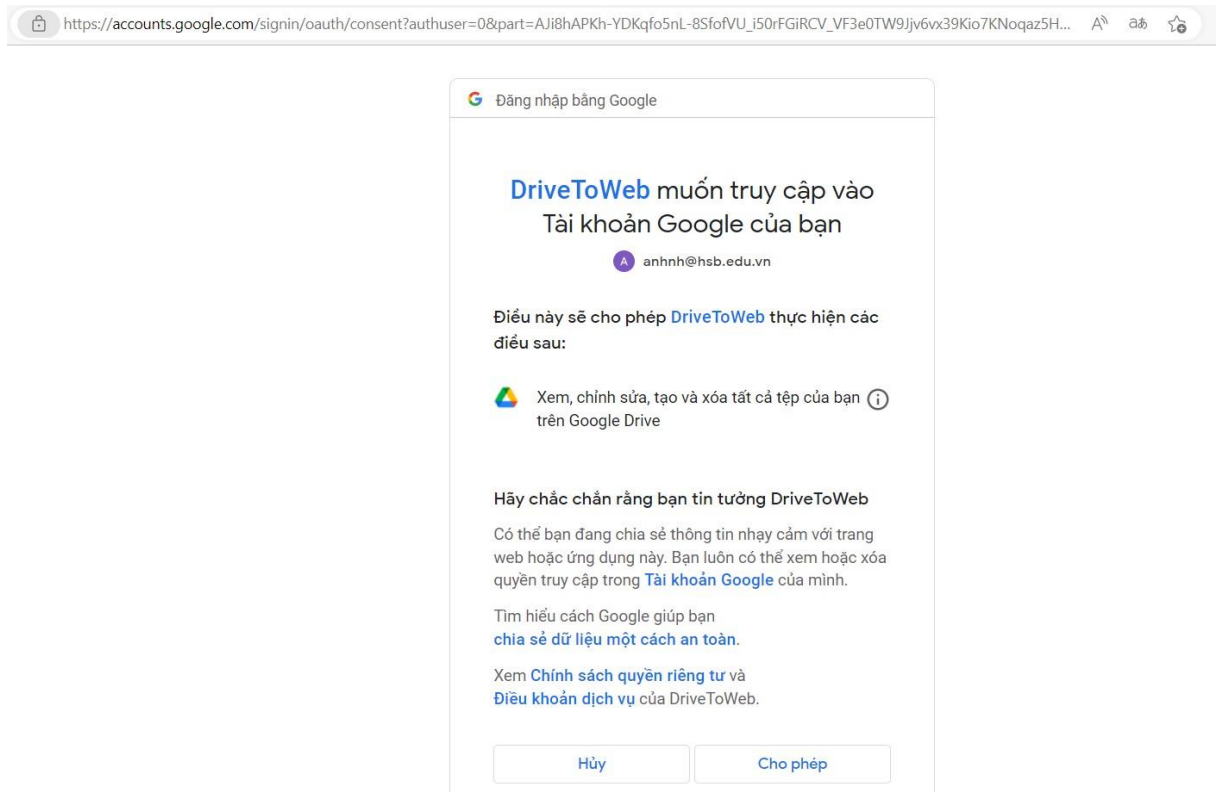 https://accounts.google.com/signin/oauth/consent?authuser=0&part=AJi8hAPKh-YDKqfo5nL-8SfofVU_i50rFGiRCV_VF3e0TW9Jjv6vx39Kio7KNoqaz5H...
Đăng nhập bằng Google
DriveToWeb muốn truy cập vào
Tài khoản Google của bạn
A anhnh@hsb.edu.vn
Điều này sẽ cho phép DriveToWeb thực hiện các
điều sau:
Xem, chỉnh sửa, tạo và xóa tất cả tệp của bạn
trên Google Drive
Hãy chắc chắn rằng bạn tin tưởng DriveToWeb
Có thể bạn đang chia sẻ thông tin nhạy cảm với trang
web hoặc ứng dụng này. Bạn luôn có thể xem hoặc xóa
quyền truy cập trong Tài khoản Google của mình.
Tìm hiểu cách Google giúp bạn
chia sẻ dữ liệu một cách an toàn.
Xem Chính sách quyền riêng tư và
Điều khoản dịch vụ của DriveToWeb.
Hủy Cho phép